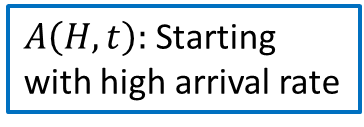 A(H, t): Starting
with high arrival rate